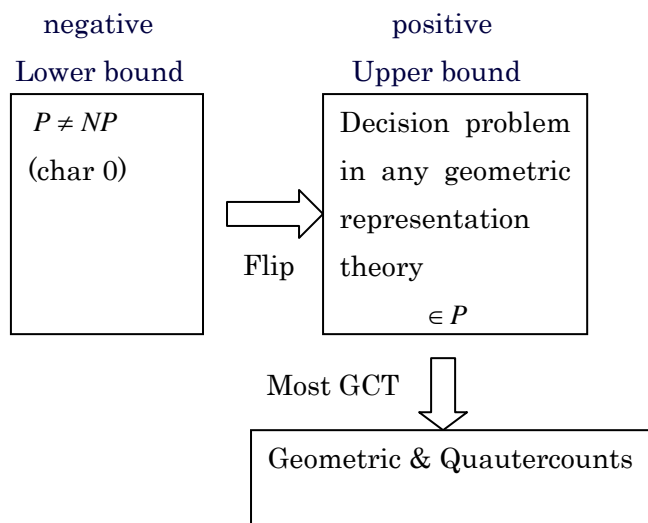 negative
Lower bound
P ≠ NP
(char 0)
Flip
positive
Upper bound
Decision problem
in any geometric
representation
theory
∈ P
Most GCT
Geometric & Quautercounts